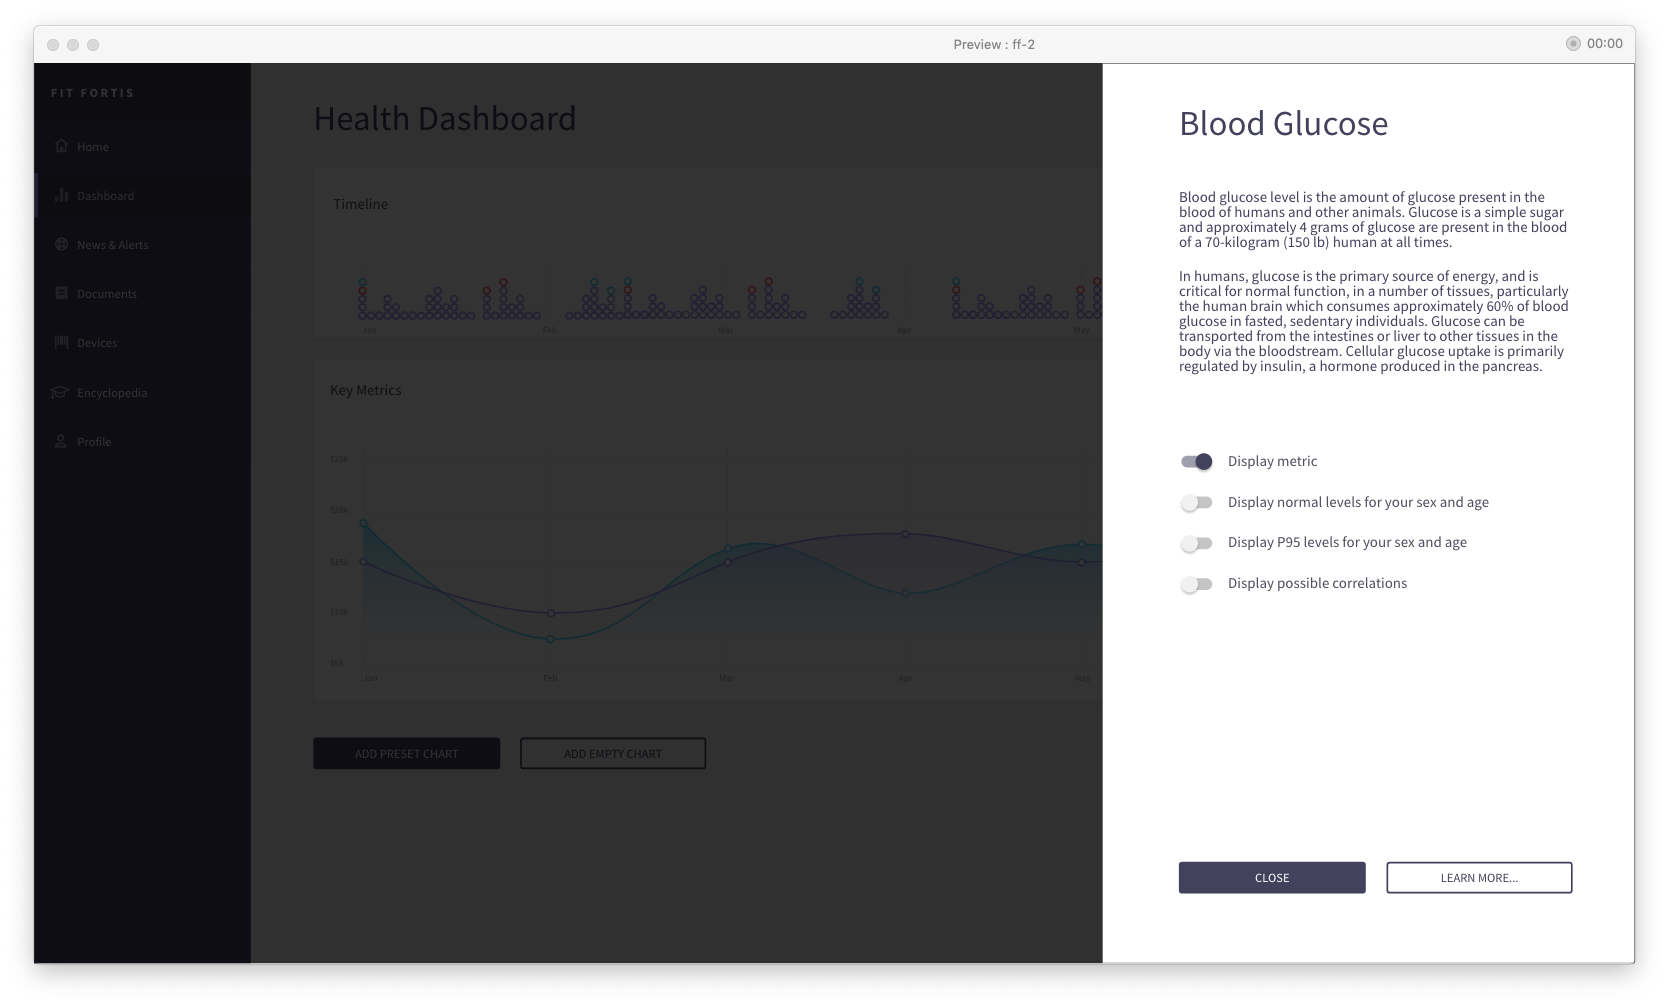 Preview : ff-2
00:00
FIT FORTIS
Home
Dashboard
News & Alerts
Documents
Devices
Encyclopedia
Profile
Health Dashboard
Timeline
Jan
Feb
Mar
Apr
May
Key Metrics
$25k
$20k
$15k
$10k
$5k
Jan
Feb
Mar
Apr
May
ADD PRESET CHART
ADD EMPTY CHART
Blood Glucose
Blood glucose level is the amount of glucose present in the
blood of humans and other animals. Glucose is a simple sugar
and approximately 4 grams of glucose are present in the blood
of a 70-kilogram (150 lb) human at all times.
In humans, glucose is the primary source of energy, and is
critical for normal function, in a number of tissues, particularly
the human brain which consumes approximately 60% of blood
glucose in fasted, sedentary individuals. Glucose can be
transported from the intestines or liver to other tissues in the
body via the bloodstream. Cellular glucose uptake is primarily
regulated by insulin, a hormone produced in the pancreas.
Display metric
Display normal levels for your sex and age
Display P95 levels for your sex and age
Display possible correlations
CLOSE
LEARN MORE...